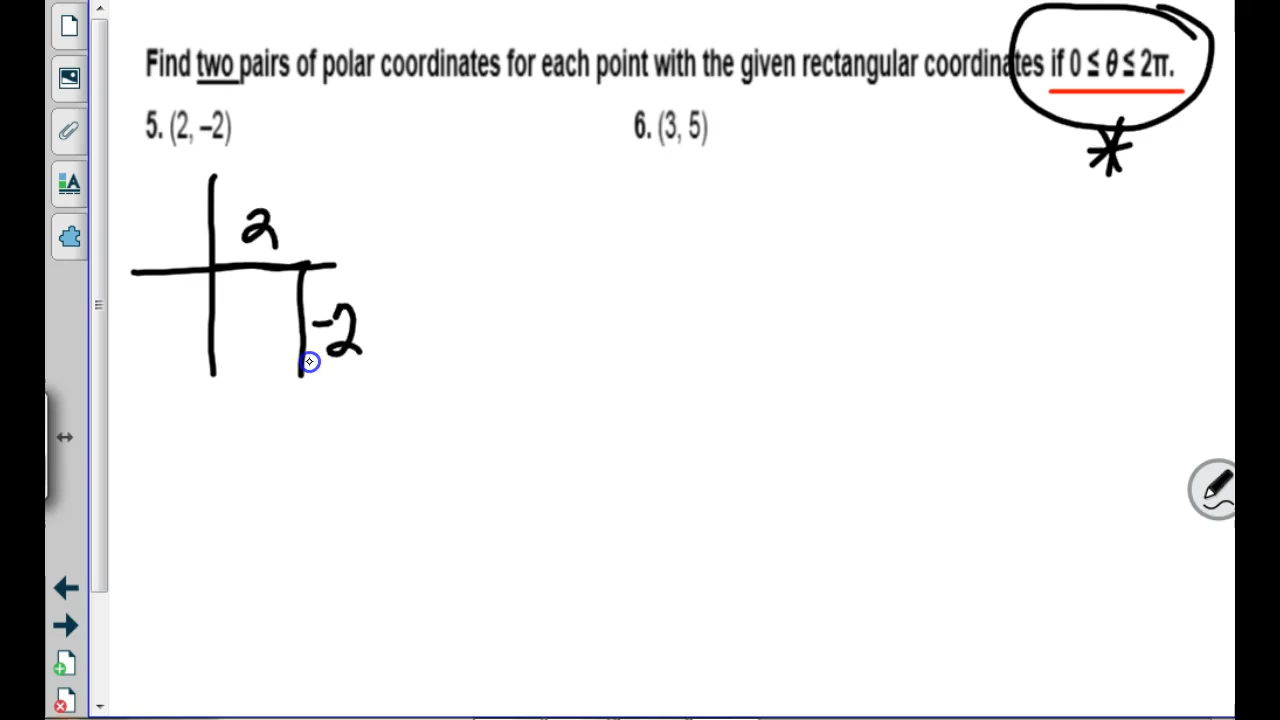 Find two pairs of polar coordinates for each point with the given rectangular coordinates if 0 ≤ θ ≤ 2π.
5. (2, –2) 6. (3, 5)
2
-2